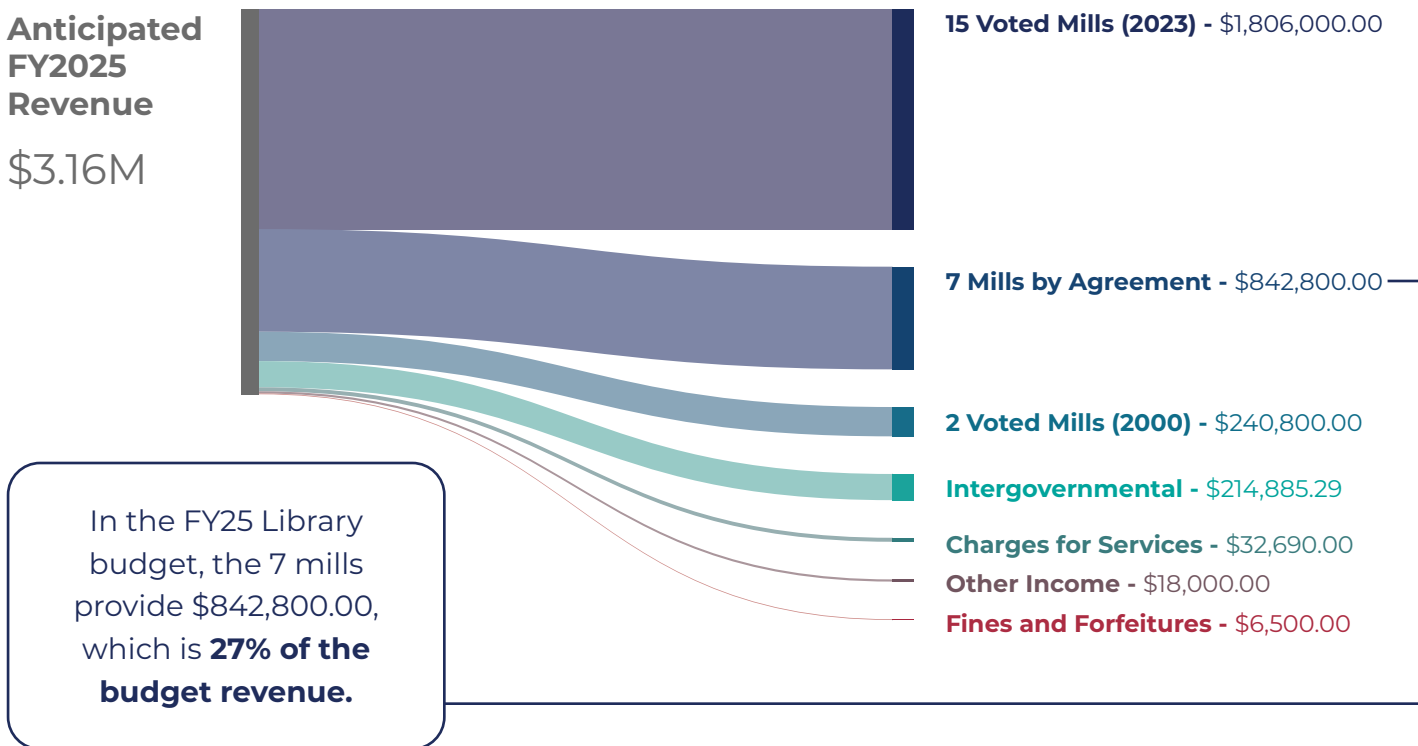 Anticipated
FY2025
Revenue
$3.16M
15 Voted Mills (2023) - $1,806,000.00
7 Mills by Agreement - $842,800.00
2 Voted Mills (2000) - $240,800.00
Intergovernmental - $214,885.29
Charges for Services - $32,690.00
Other Income - $18,000.00
Fines and Forfeitures - $6,500.00
In the FY25 Library
budget, the 7 mills
provide $842,800.00,
which is 27% of the
budget revenue.